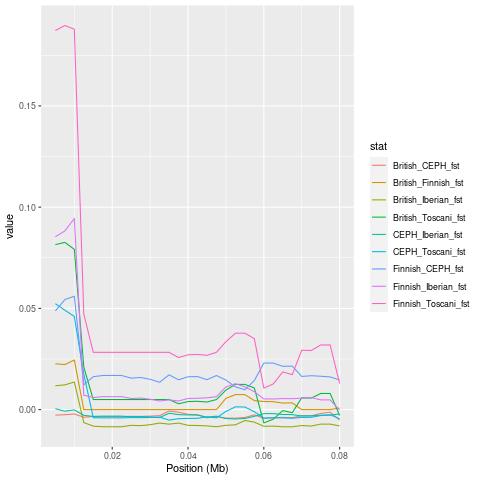 0.15
0.10
0.05
0.00
value
0.02
0.04
0.06
0.08
Position (Mb)
stat
British_CEPH_fst
British_Finnish_fst
British_Iberian_fst
British_Toscani_fst
CEPH_Iberian_fst
CEPH_Toscani_fst
Finnish_CEPH_fst
Finnish_Iberian_fst
Finnish_Toscani_fst